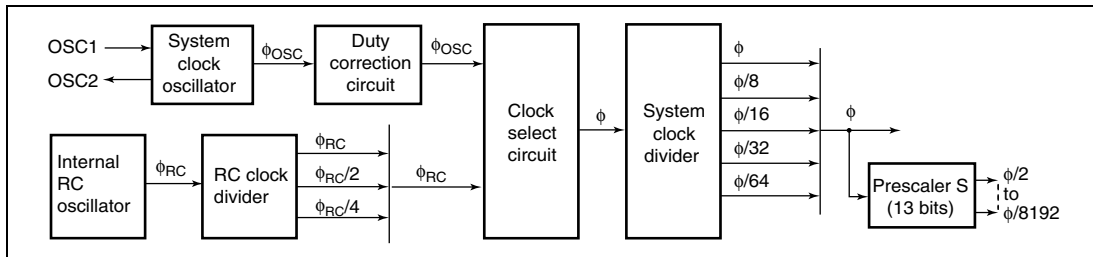 OSC1
OSC2
System
clock
oscillator
ϕOSC
Duty
correction
circuit
ϕOSC
Internal
RC
oscillator
ϕRC
RC clock
divider
ϕRC
ϕRC/2
ϕRC/4
ϕRC
Clock
select
circuit
ϕ
System
clock
divider
ϕ
ϕ/8
ϕ/16
ϕ/32
ϕ/64
ϕ
Prescaler S
(13 bits)
ϕ/2
to
ϕ/8192